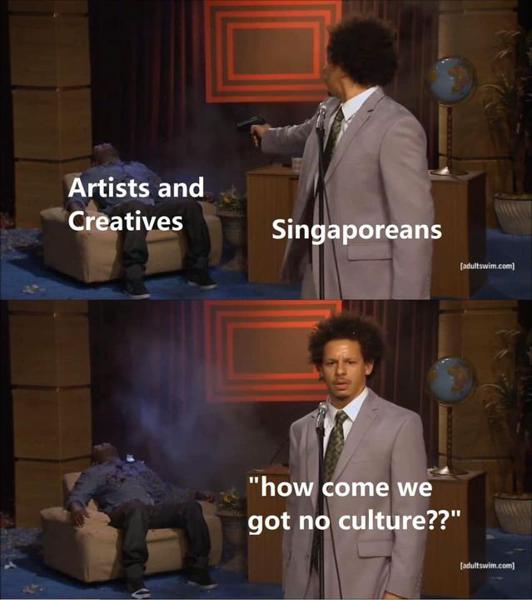 Artists and
Creatives
Singaporeans
[adultswim.com]
"how come we
got no culture??"
[adultswim.com]